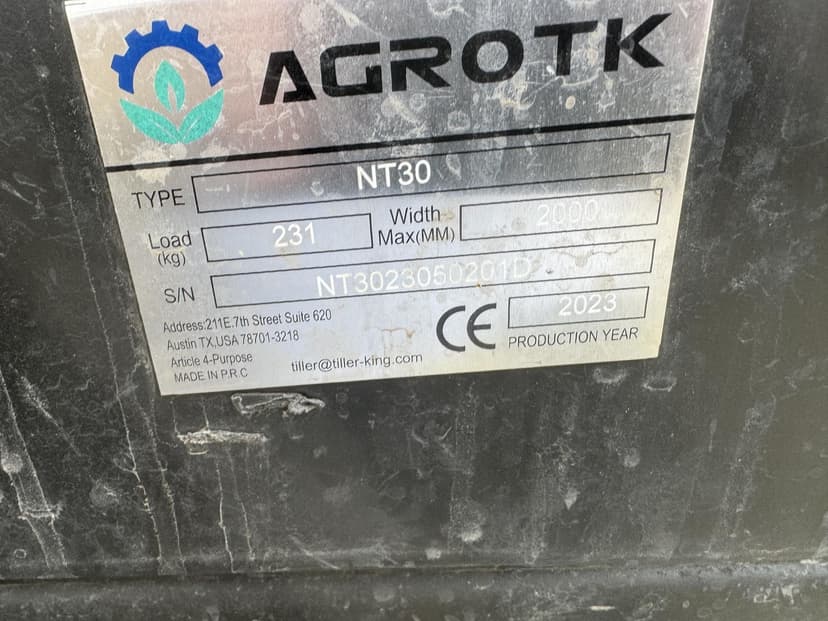 AGROTK
TYPE NT30
Load (kg) 231 Width Max(MM) 2000
S/N NT3023050201D
Address:211E.7th Street Suite 620
Austin TX,USA 78701-3218
Article 4-Purpose
MADE IN P.R.C
tiller@tiller-king.com
CE
2023
PRODUCTION YEAR